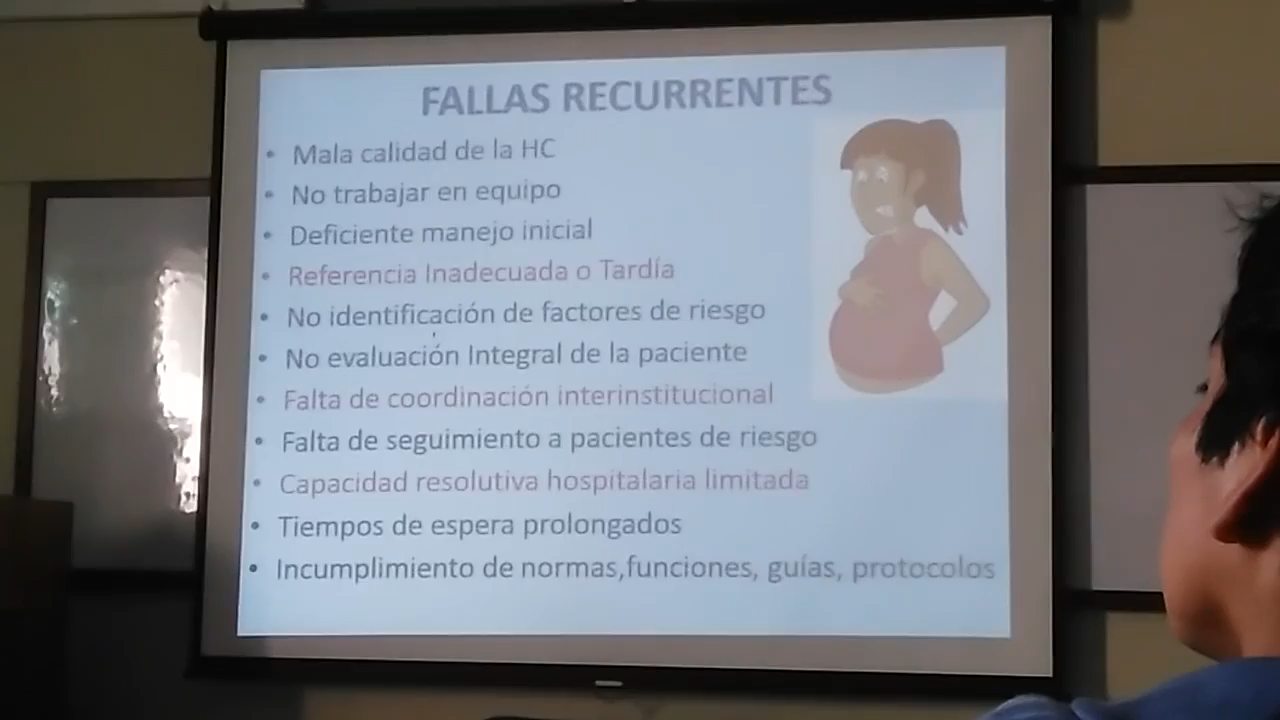 FALLAS RECURRENTES
• Mala calidad de la HC
• No trabajar en equipo
• Deficiente manejo inicial
• Referencia Inadecuada o Tardía
• No identificación de factores de riesgo
• No evaluación Integral de la paciente
• Falta de coordinación interinstitucional
• Falta de seguimiento a pacientes de riesgo
• Capacidad resolutiva hospitalaria limitada
• Tiempos de espera prolongados
• Incumplimiento de normas,funciones, guías, protocolos